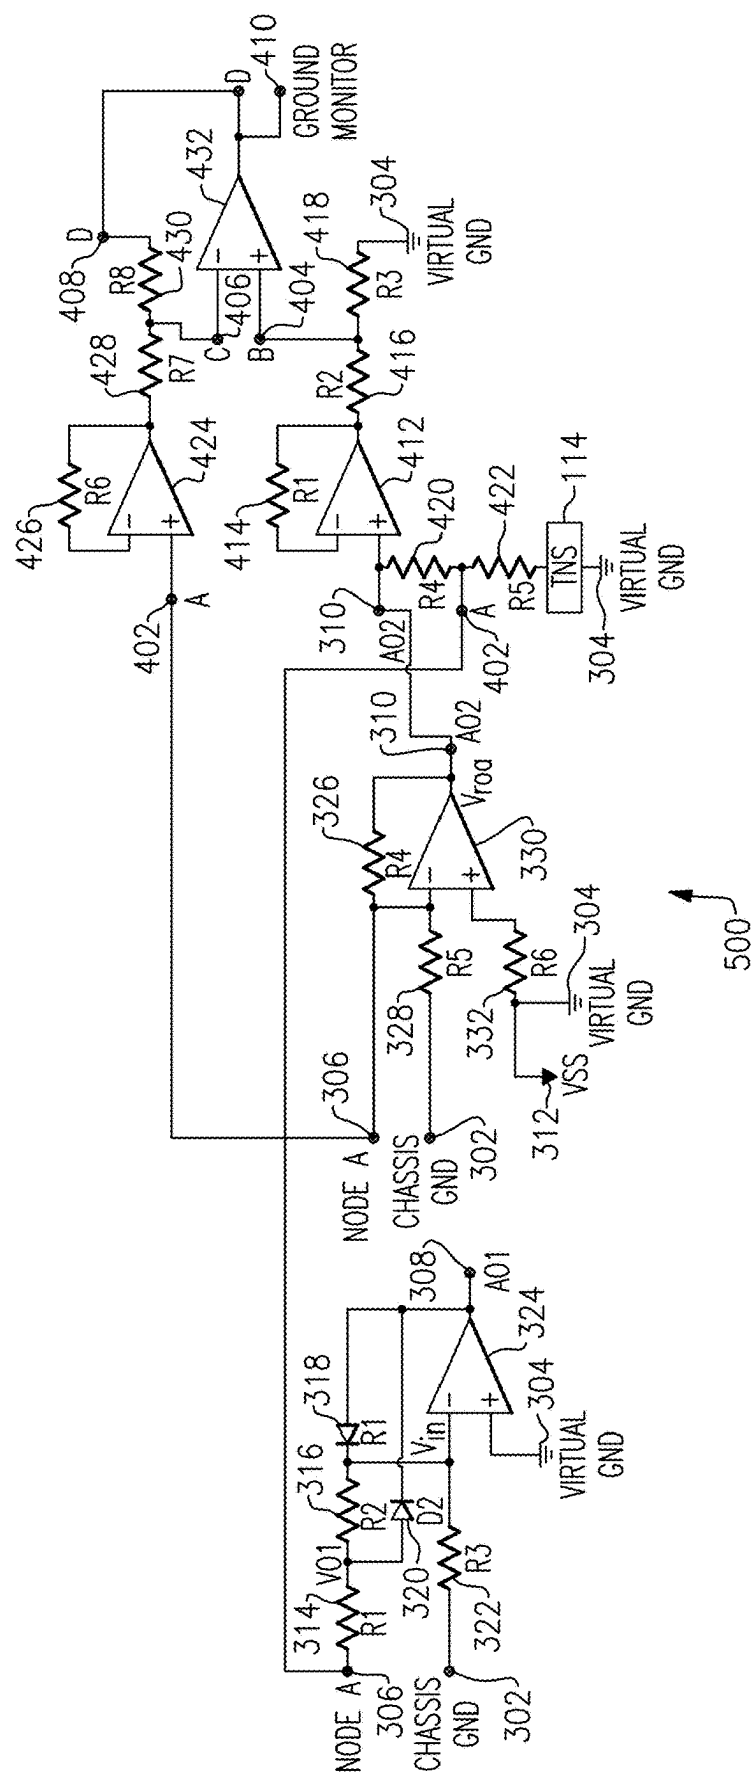 GROUND
MONITOR
410
D
D
408
R8
430
432
−
+
C
406
B
404
418
R3
304
VIRTUAL
GND
428
R7
R2
416
426
R6
−
+
424
414
R1
−
+
412
402
A
310
A02
R4
420
422
R5
TNS
114
A
402
304
VIRTUAL
GND
310
A02
Vroa
326
R4
−
+
330
328
R5
332
R6
304
VIRTUAL
GND
312
VSS
306
NODE A
CHASSIS
GND
302
500
308
A01
324
−
+
304
VIRTUAL
GND
318
R1
Vin
316
R2
V01
D2
320
314
R1
R3
322
NODE A
306
CHASSIS
GND
302